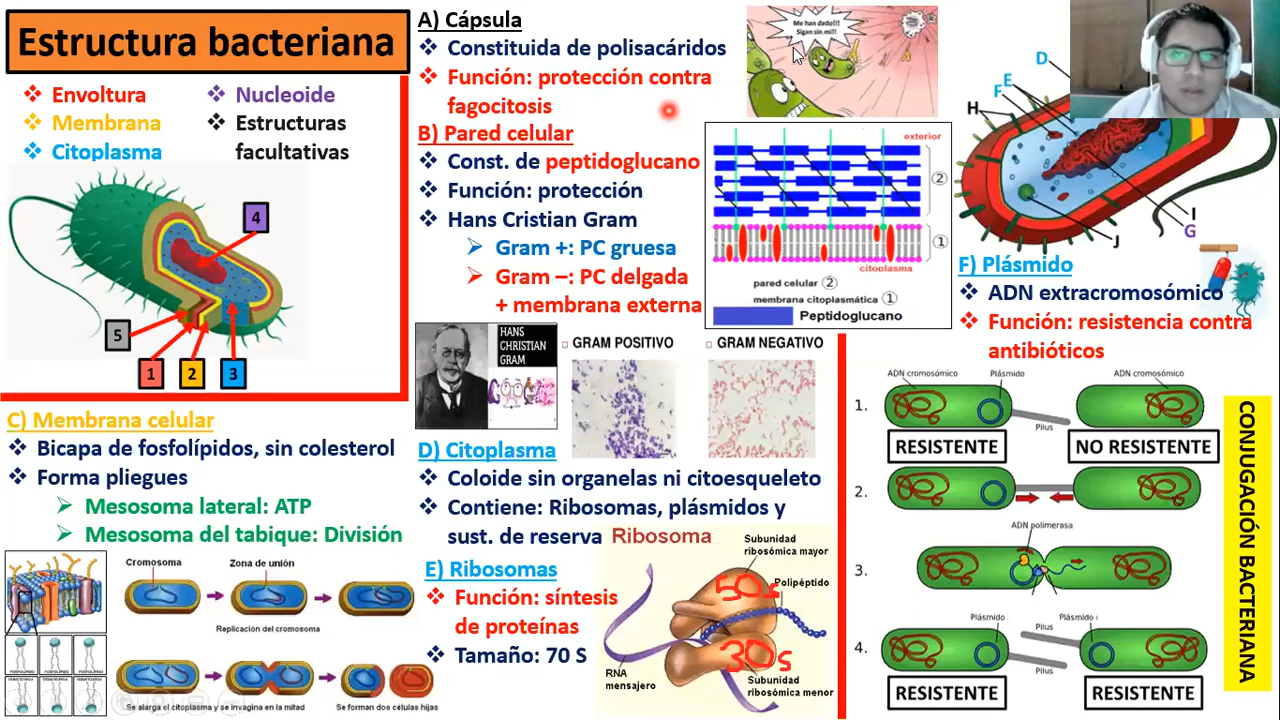 Estructura bacteriana
❖ Envoltura
❖ Membrana
❖ Citoplasma
❖ Nucleoide
❖ Estructuras
facultativas
4
5
1
2
3
A) Cápsula
❖ Constituida de polisacáridos
❖ Función: protección contra
fagocitosis
Me han dado!!!
Sigan sin mi!!
B) Pared celular
❖ Const. de peptidoglucano
❖ Función: protección
❖ Hans Cristian Gram
➢ Gram +: PC gruesa
➢ Gram –: PC delgada
+ membrana externa
exterior
②
①
citoplasma
pared celular ②
membrana citoplasmática ①
Peptidoglucano
HANS
CHRISTIAN
GRAM
GRAM POSITIVO
GRAM NEGATIVO
C) Membrana celular
❖ Bicapa de fosfolípidos, sin colesterol
❖ Forma pliegues
➢ Mesosoma lateral: ATP
➢ Mesosoma del tabique: División
Cromosoma
Zona de unión
Replicación del cromosoma
Se alarga el citoplasma y se invagina en la mitad
Se forman dos células hijas
D) Citoplasma
❖ Coloide sin organelas ni citoesqueleto
❖ Contiene: Ribosomas, plásmidos y
sust. de reserva
E) Ribosomas
❖ Función: síntesis
de proteínas
❖ Tamaño: 70 S
Ribosoma
Subunidad
ribosómica mayor
Polipéptido
50s
30s
RNA
mensajero
Subunidad
ribosómica menor
D
E
F
H
I
G
J
F) Plásmido
❖ ADN extracromosómico
❖ Función: resistencia contra
antibióticos
ADN cromosómico
Plásmido
ADN cromosómico
1.
Pilus
RESISTENTE
NO RESISTENTE
2.
ADN polimerasa
3.
Plásmido
Pilus
Plásmido
4.
Pilus
RESISTENTE
RESISTENTE
CONJUGACIÓN BACTERIANA